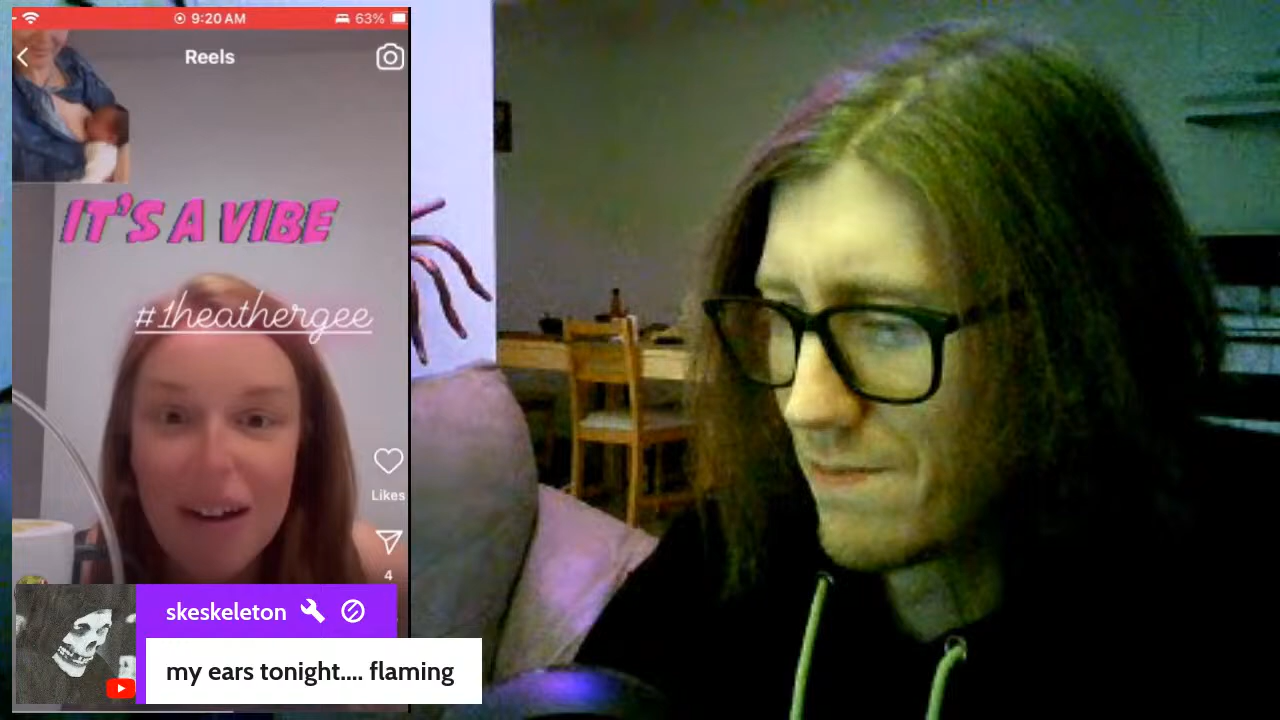 9:20 AM 63%
Reels
IT'S A VIBE
#1heathergee
Likes
4
skeskeleton
my ears tonight.... flaming